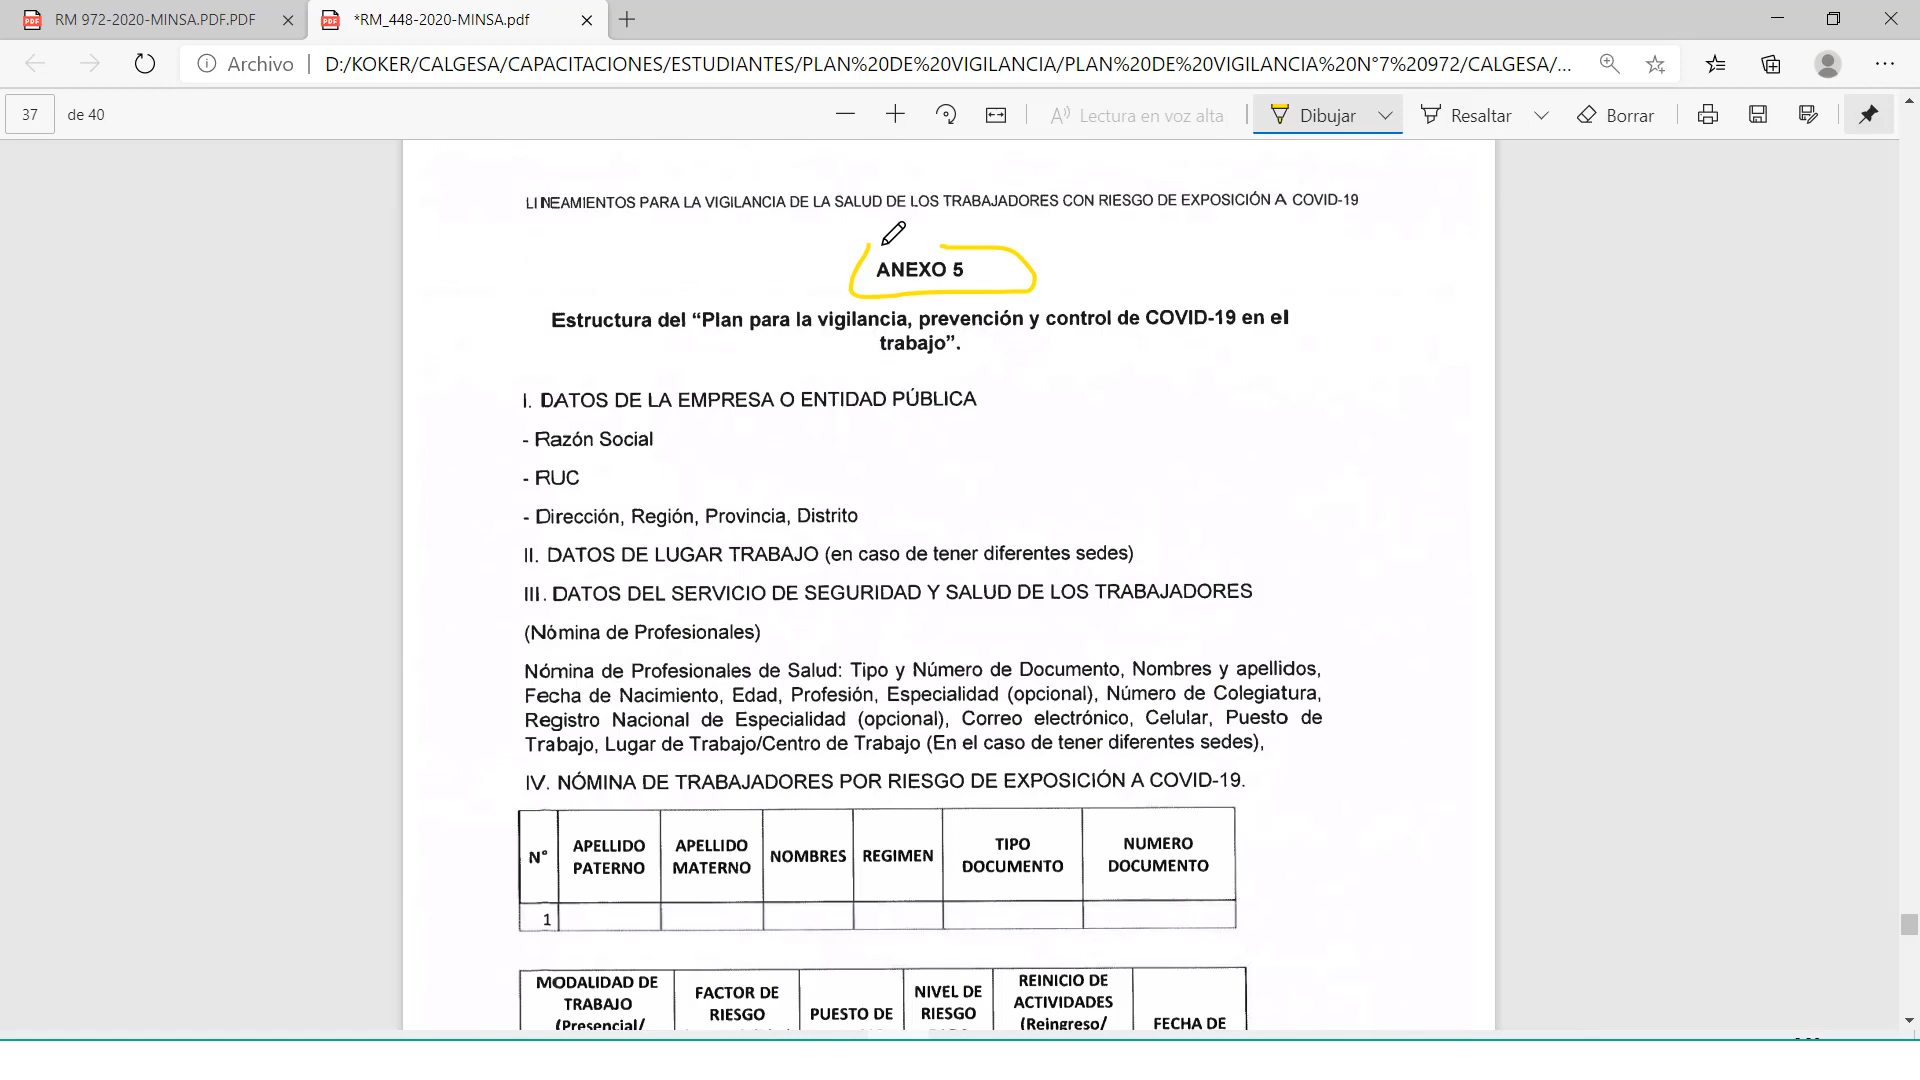 RM 972-2020-MINSA.PDF.PDF
*RM_448-2020-MINSA.pdf
Archivo
D:/KOKER/CALGESA/CAPACITACIONES/ESTUDIANTES/PLAN%20DE%20VIGILANCIA/PLAN%20DE%20VIGILANCIA%20N°7%20972/CALGESA/...
37 de 40
Lectura en voz alta
Dibujar
Resaltar
Borrar
LINEAMIENTOS PARA LA VIGILANCIA DE LA SALUD DE LOS TRABAJADORES CON RIESGO DE EXPOSICIÓN A COVID-19
ANEXO 5
Estructura del “Plan para la vigilancia, prevención y control de COVID-19 en el
trabajo”.
I. DATOS DE LA EMPRESA O ENTIDAD PÚBLICA
- Razón Social
- RUC
- Dirección, Región, Provincia, Distrito
II. DATOS DE LUGAR TRABAJO (en caso de tener diferentes sedes)
III. DATOS DEL SERVICIO DE SEGURIDAD Y SALUD DE LOS TRABAJADORES
(Nómina de Profesionales)
Nómina de Profesionales de Salud: Tipo y Número de Documento, Nombres y apellidos,
Fecha de Nacimiento, Edad, Profesión, Especialidad (opcional), Número de Colegiatura,
Registro Nacional de Especialidad (opcional), Correo electrónico, Celular, Puesto de
Trabajo, Lugar de Trabajo/Centro de Trabajo (En el caso de tener diferentes sedes),
IV. NÓMINA DE TRABAJADORES POR RIESGO DE EXPOSICIÓN A COVID-19.
N°
APELLIDO
PATERNO
APELLIDO
MATERNO
NOMBRES
REGIMEN
TIPO
DOCUMENTO
NUMERO
DOCUMENTO
1
MODALIDAD DE
TRABAJO
(Presencial/
FACTOR DE
RIESGO
PUESTO DE
NIVEL DE
RIESGO
REINICIO DE
ACTIVIDADES
(Reingreso/
FECHA DE